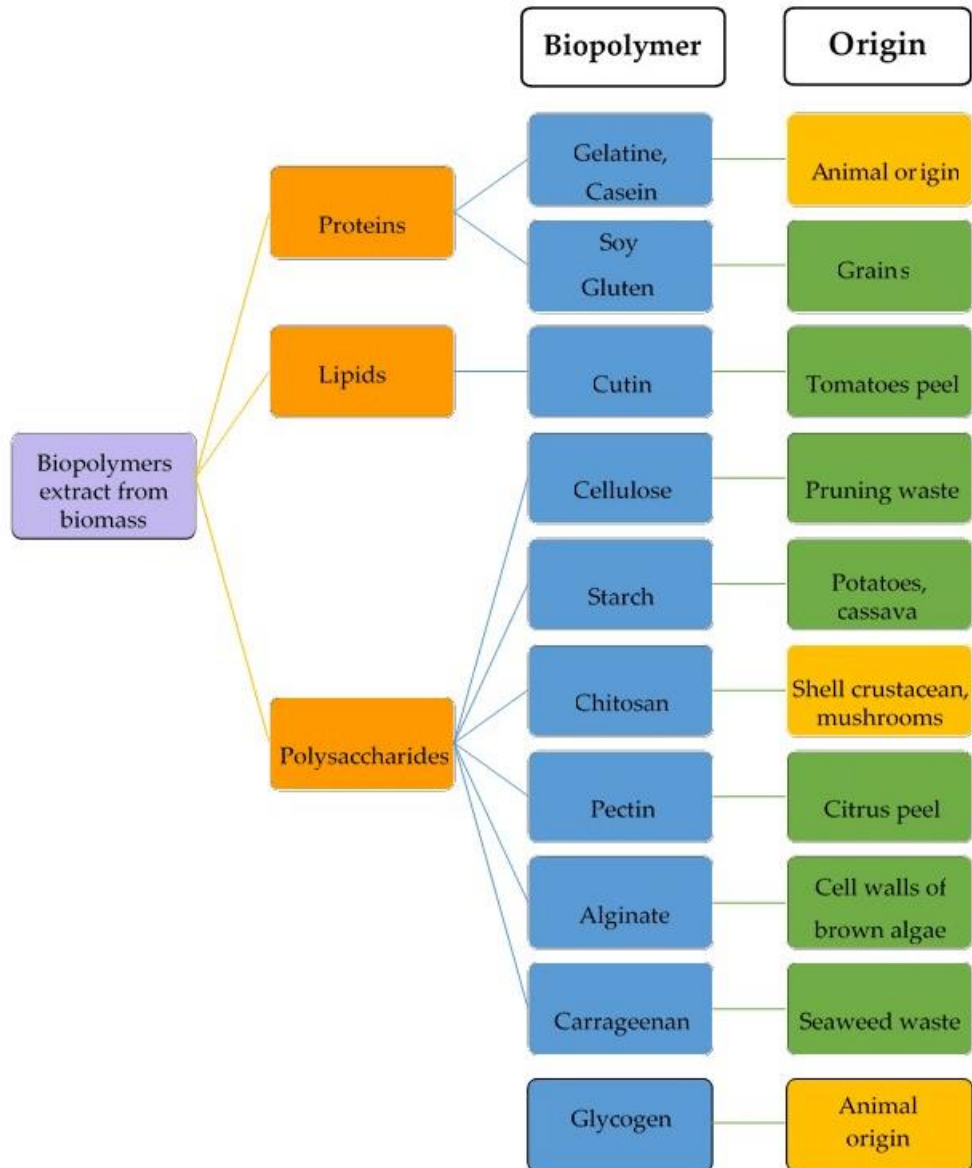 Biopolymer
Origin
Gelatine,
Casein
Animal origin
Proteins
Soy
Gluten
Grains
Lipids
Cutin
Tomatoes peel
Biopolymers
extract from
biomass
Cellulose
Pruning waste
Starch
Potatoes,
cassava
Chitosan
Shell crustacean,
mushrooms
Polysaccharides
Pectin
Citrus peel
Alginate
Cell walls of
brown algae
Carrageenan
Seaweed waste
Glycogen
Animal
origin